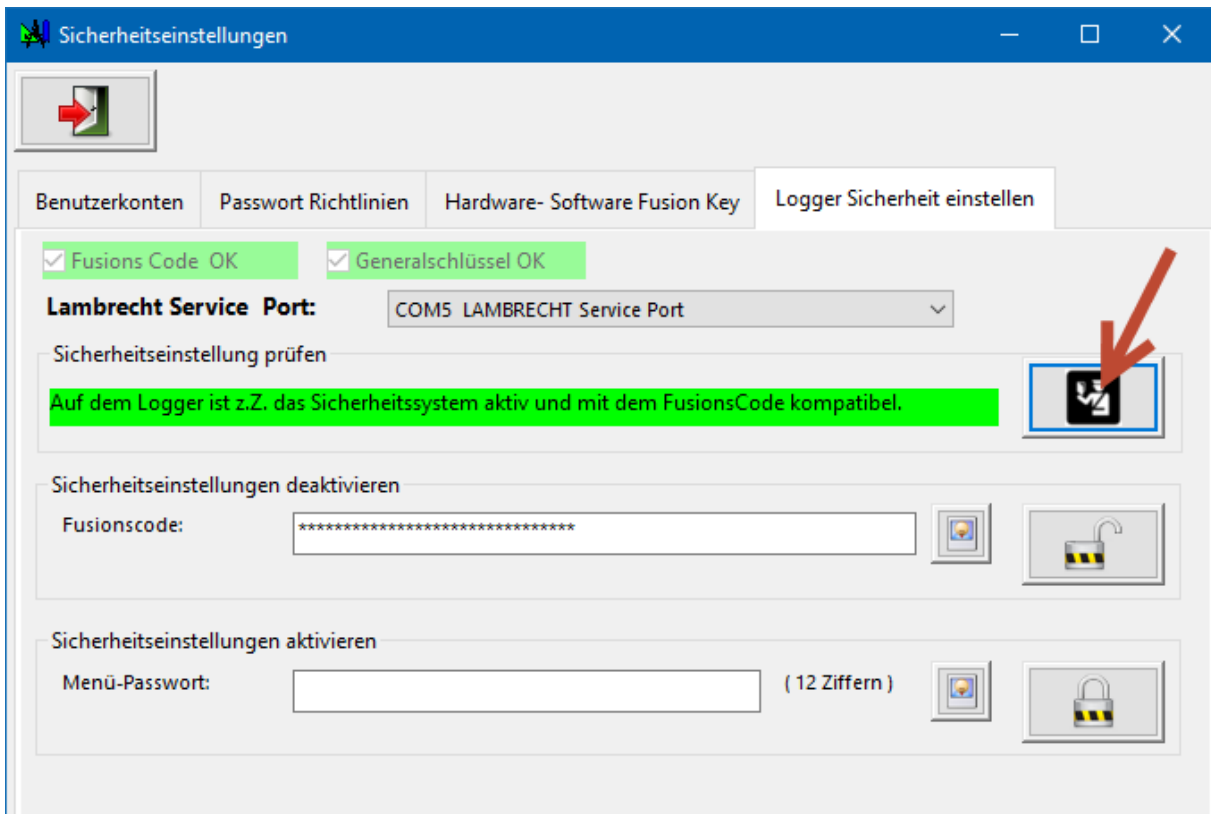 Sicherheitseinstellungen
Benutzerkonten Passwort Richtlinien Hardware- Software Fusion Key Logger Sicherheit einstellen
Fusions Code OK Generalschlüssel OK
Lambrecht Service Port: COM5 LAMBRECHT Service Port
Sicherheitseinstellung prüfen
Auf dem Logger ist z.Z. das Sicherheitssystem aktiv und mit dem FusionsCode kompatibel.
Sicherheitseinstellungen deaktivieren
Fusionscode: *******************************
Sicherheitseinstellungen aktivieren
Menü-Passwort: ( 12 Ziffern )